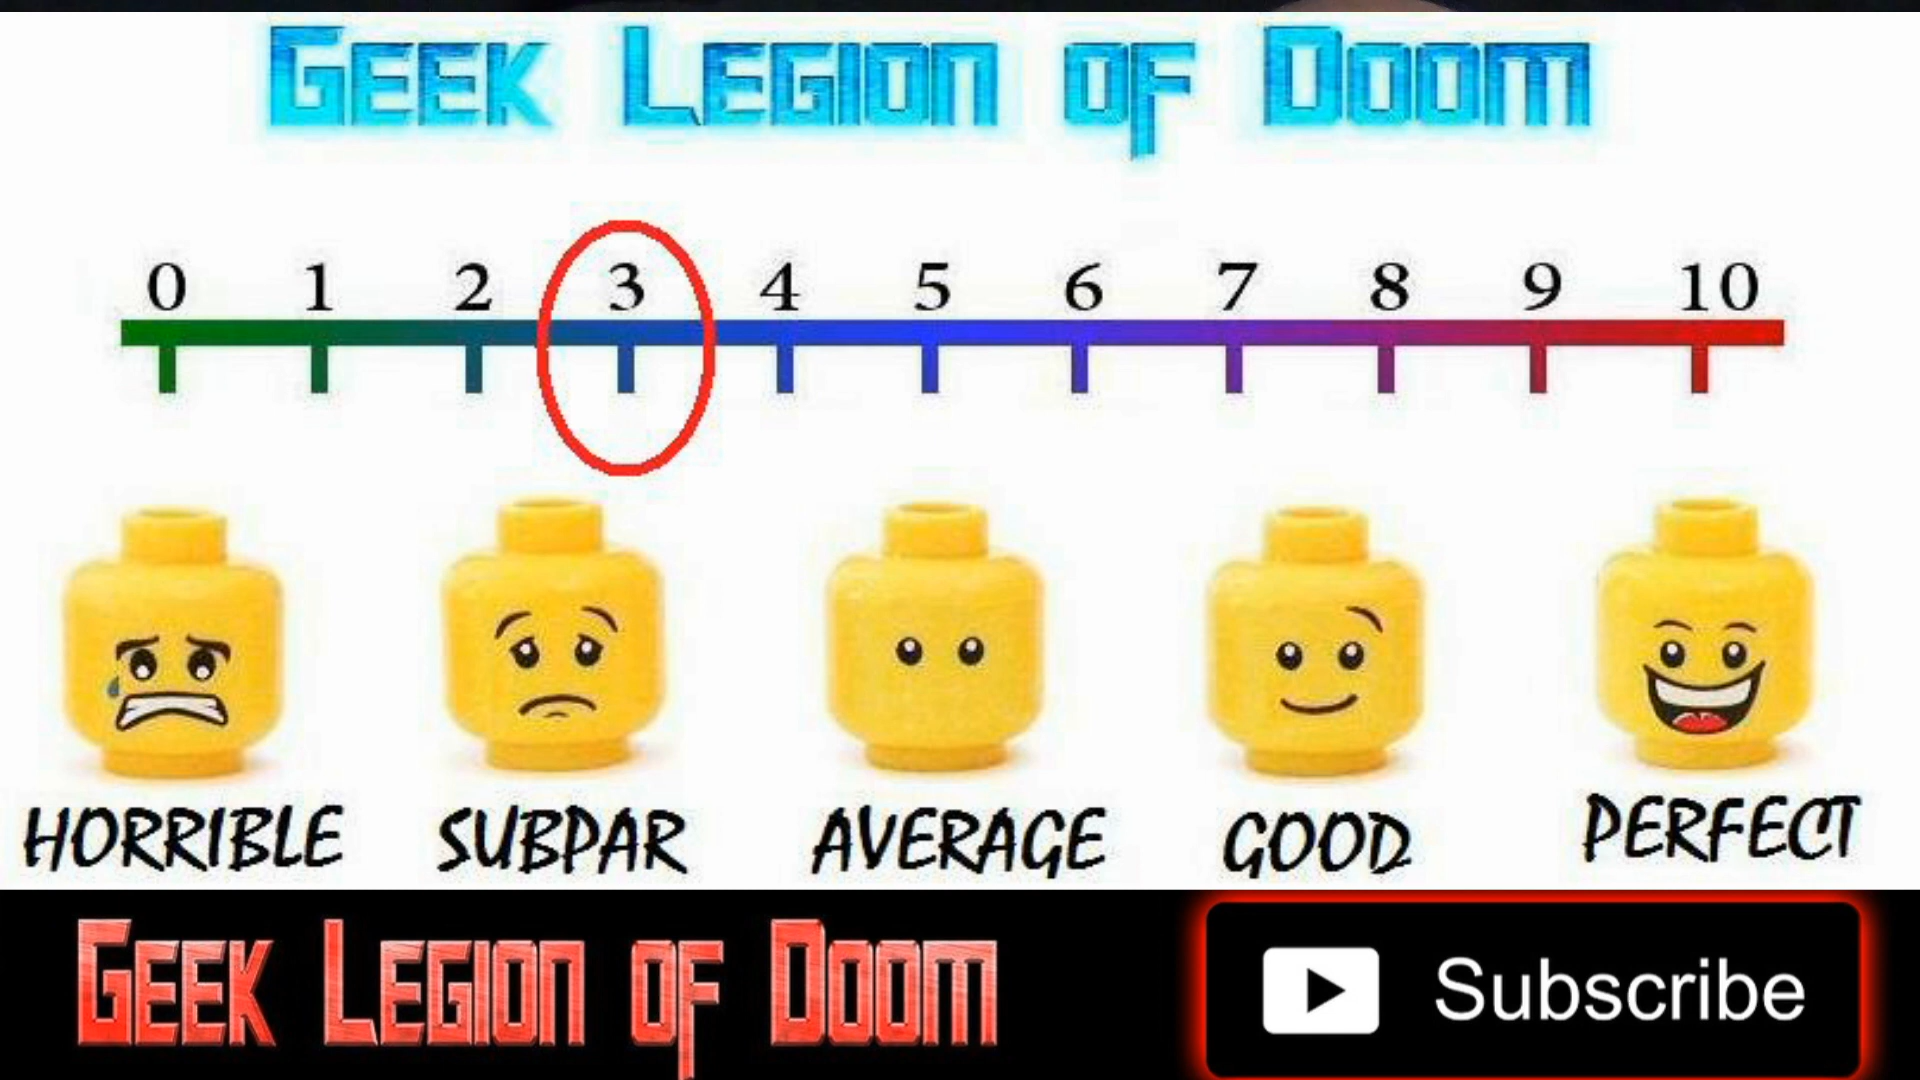 GEEK LEGION OF DOOM
0 1 2 3 4 5 6 7 8 9 10
HORRIBLE SUBPAR AVERAGE GOOD PERFECT
GEEK LEGION OF DOOM
Subscribe